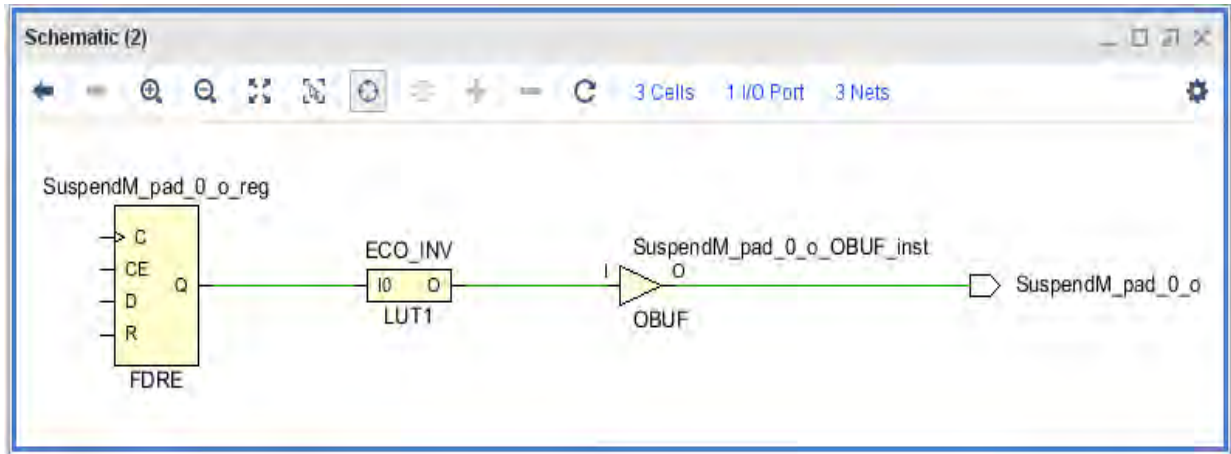 Schematic (2)
3 Cells 1 I/O Port 3 Nets
SuspendM_pad_0_o_reg
C
CE
D
R
Q
FDRE
ECO_INV
I0 O
LUT1
SuspendM_pad_0_o_OBUF_inst
I O
OBUF
SuspendM_pad_0_o